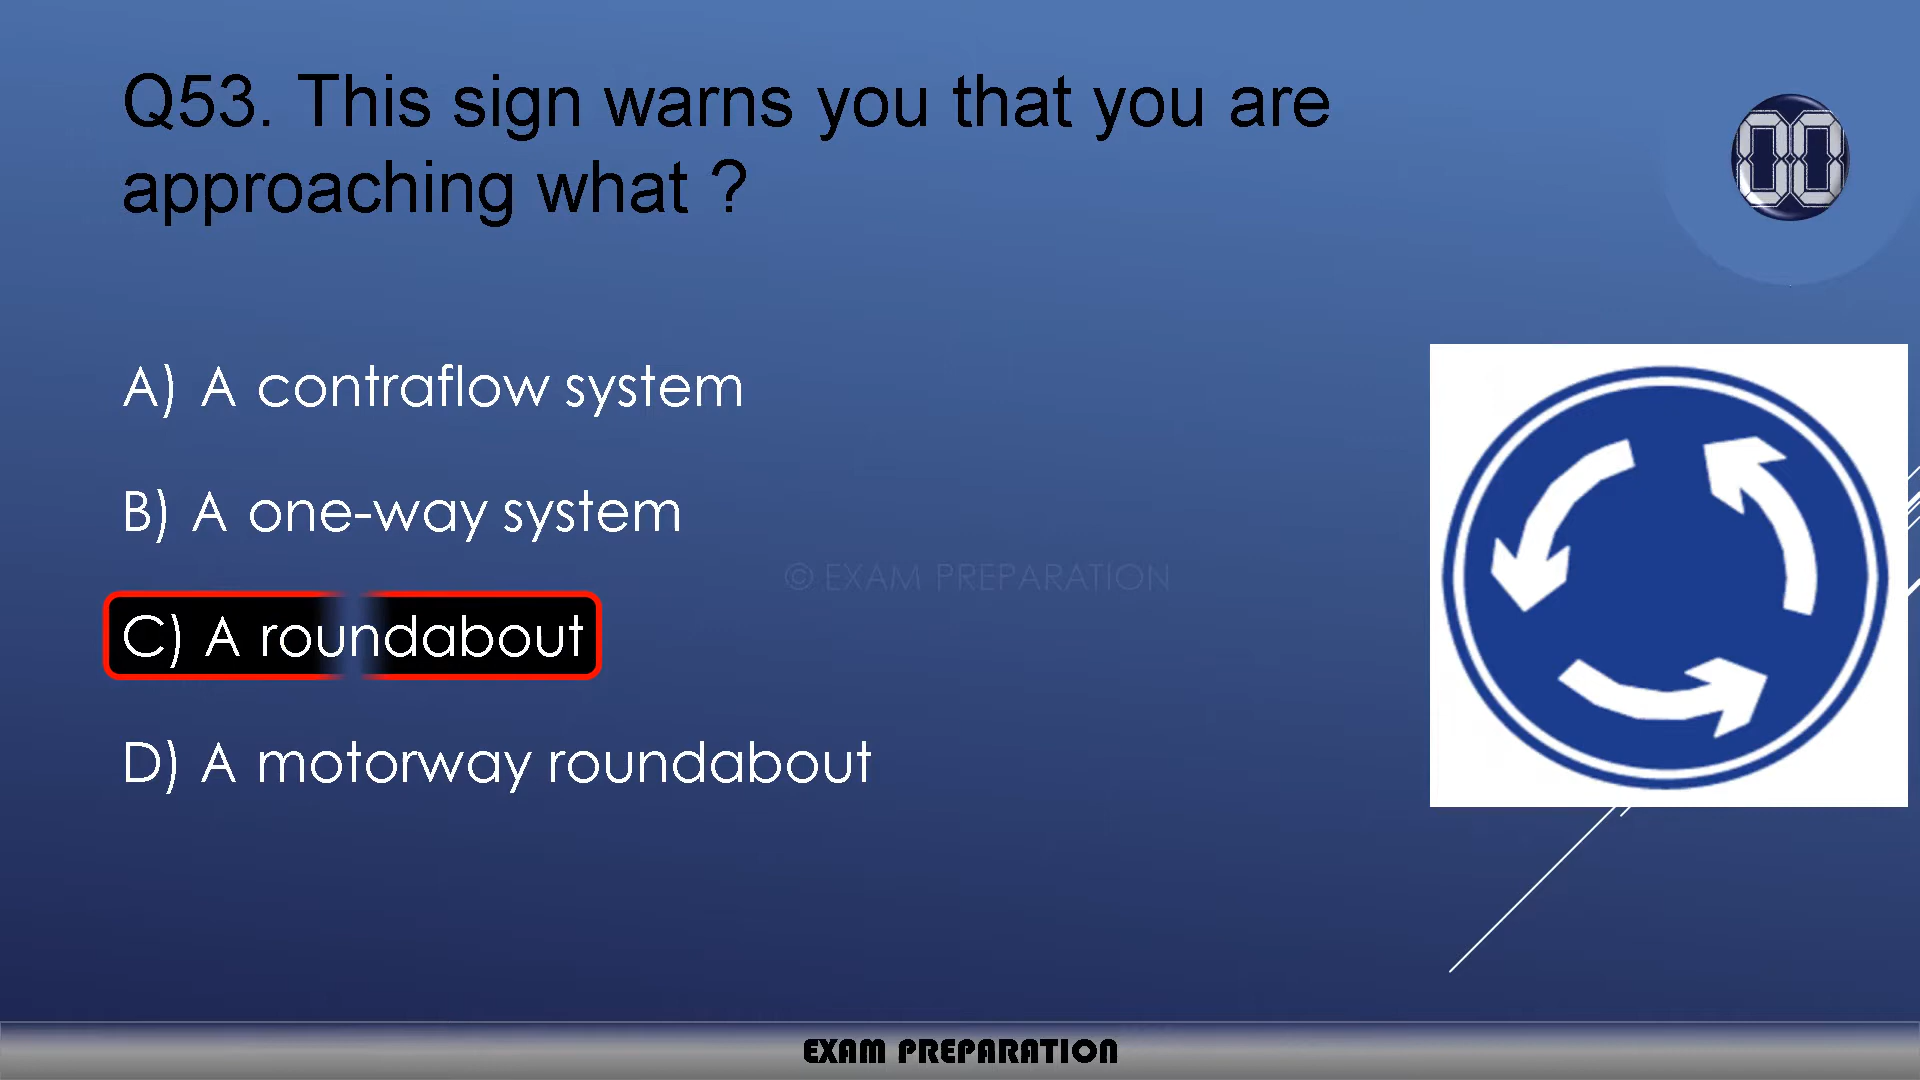 Q53. This sign warns you that you are
approaching what ?
00
A) A contraflow system
B) A one-way system
© EXAM PREPARATION
C) A roundabout
D) A motorway roundabout
EXAM PREPARATION